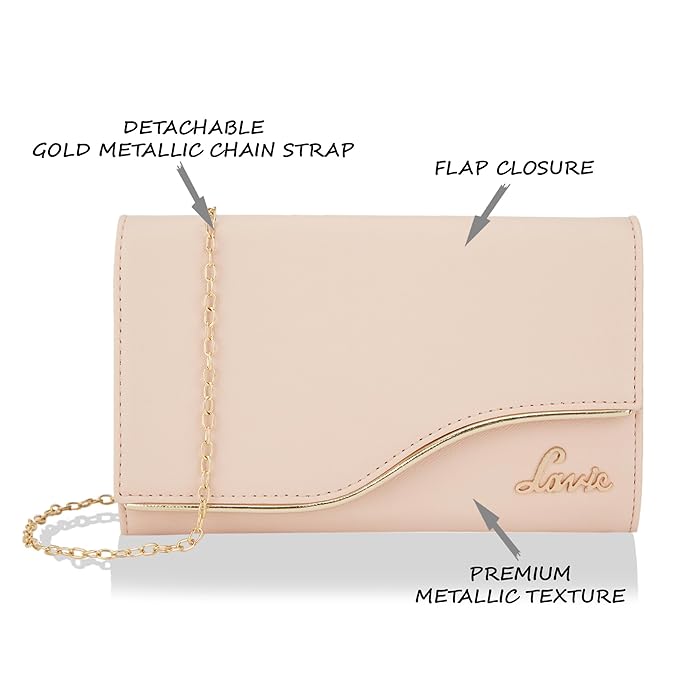 DETACHABLE
GOLD METALLIC CHAIN STRAP
FLAP CLOSURE
Lavie
PREMIUM
METALLIC TEXTURE